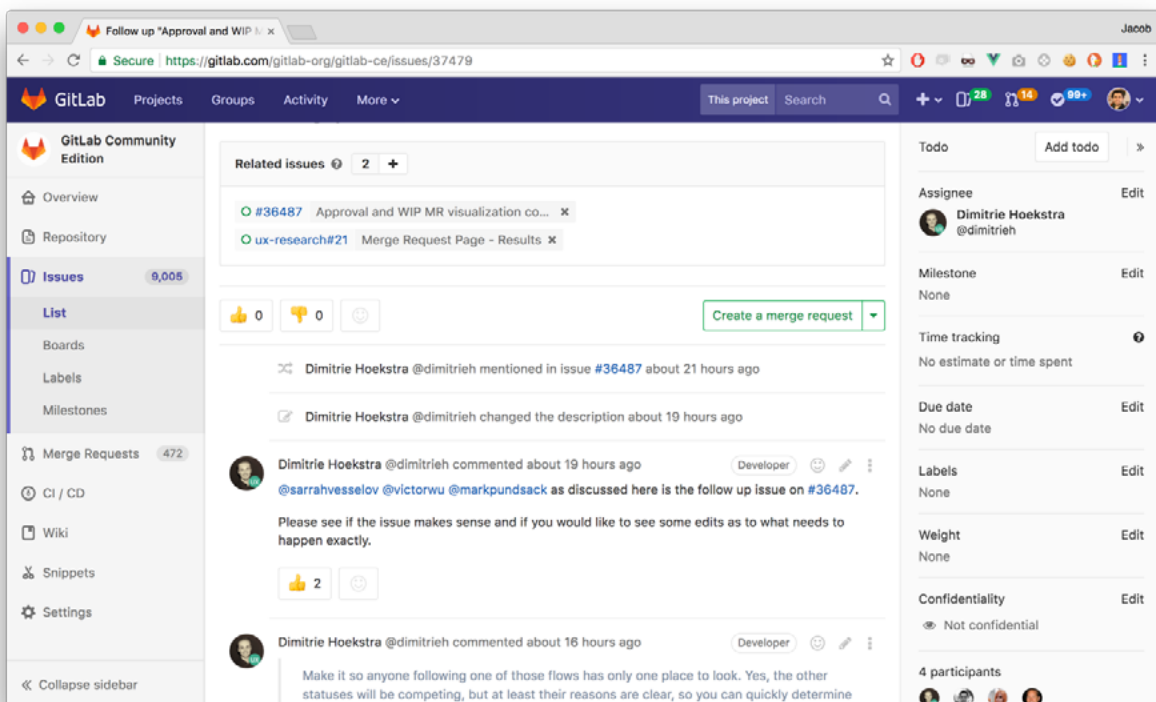 Follow up "Approval and WIP M
Jacob
Secure https://gitlab.com/gitlab-org/gitlab-ce/issues/37479
GitLab Projects Groups Activity More This project Search 28 14 99+
GitLab Community
Edition
Overview
Repository
Issues 9,005
List
Boards
Labels
Milestones
Merge Requests 472
CI / CD
Wiki
Snippets
Settings
Collapse sidebar
Related issues 2 +
#36487 Approval and WIP MR visualization co... ×
ux-research#21 Merge Request Page - Results ×
0 0
Create a merge request
Dimitrie Hoekstra @dimitrieh mentioned in issue #36487 about 21 hours ago
Dimitrie Hoekstra @dimitrieh changed the description about 19 hours ago
Dimitrie Hoekstra @dimitrieh commented about 19 hours ago Developer
@sarrahvesselov @victorwu @markpundsack as discussed here is the follow up issue on #36487.
Please see if the issue makes sense and if you would like to see some edits as to what needs to
happen exactly.
2
Dimitrie Hoekstra @dimitrieh commented about 16 hours ago Developer
Make it so anyone following one of those flows has only one place to look. Yes, the other
statuses will be competing, but at least their reasons are clear, so you can quickly determine
Todo Add todo »
Assignee Edit
Dimitrie Hoekstra
@dimitrieh
Milestone Edit
None
Time tracking
No estimate or time spent
Due date Edit
No due date
Labels Edit
None
Weight Edit
None
Confidentiality Edit
Not confidential
4 participants